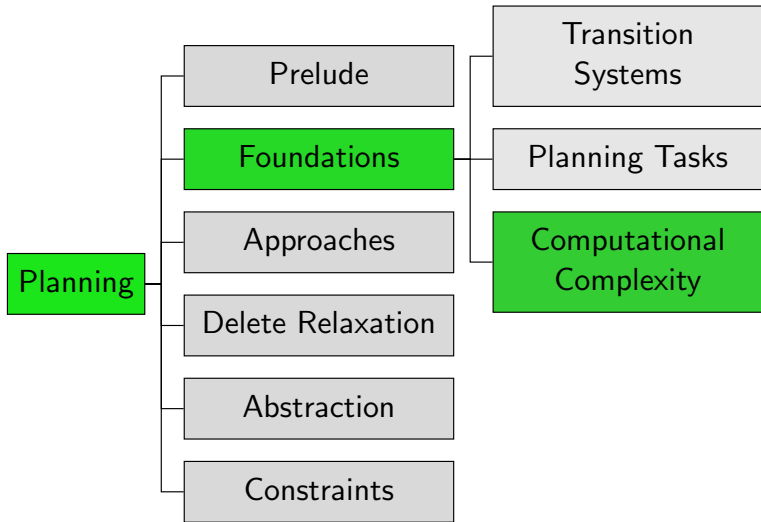 Planning
Prelude
Foundations
Approaches
Delete Relaxation
Abstraction
Constraints
Transition
Systems
Planning Tasks
Computational
Complexity